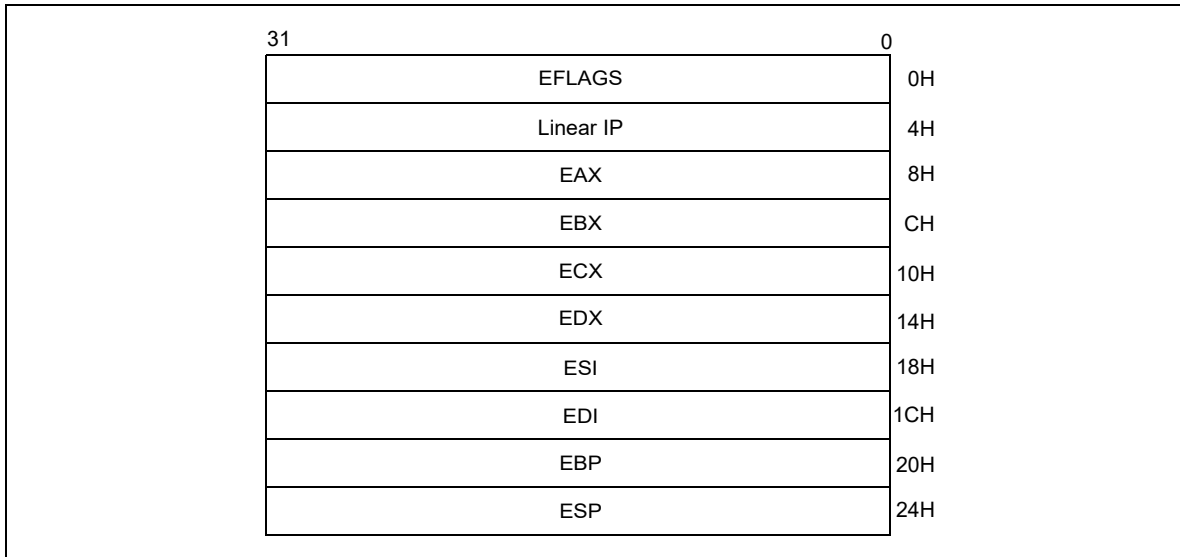 31 0
EFLAGS 0H
Linear IP 4H
EAX 8H
EBX CH
ECX 10H
EDX 14H
ESI 18H
EDI 1CH
EBP 20H
ESP 24H